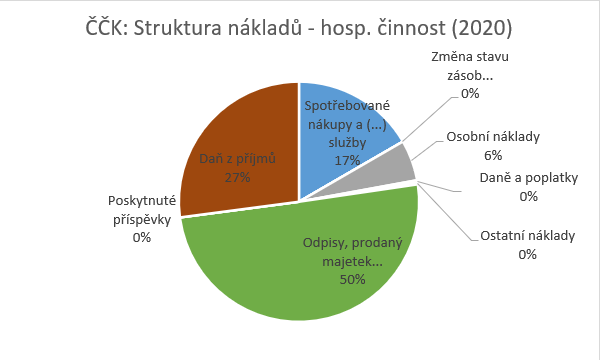 ČČK: Struktura nákladů - hosp. činnost (2020)
Změna stavu
zásob...
0%
Spotřebované
nákupy a (...)
služby
17%
Osobní náklady
6%
Daň z příjmů
27%
Daně a poplatky
0%
Poskytnuté
příspěvky
0%
Ostatní náklady
0%
Odpisy, prodaný
majetek...
50%